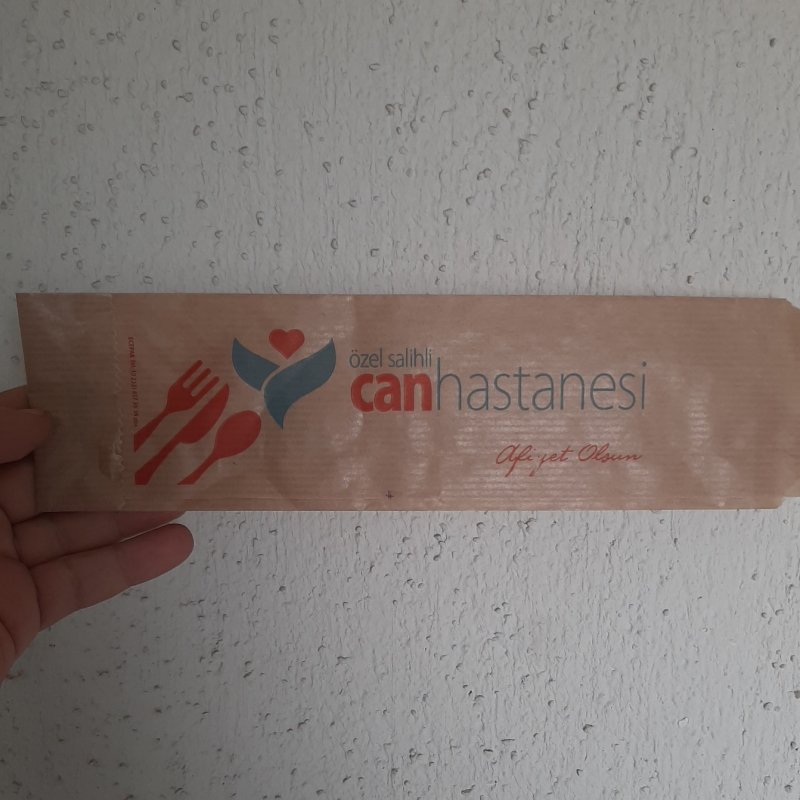 özel salihli
canhastanesi
Afiyet Olsun